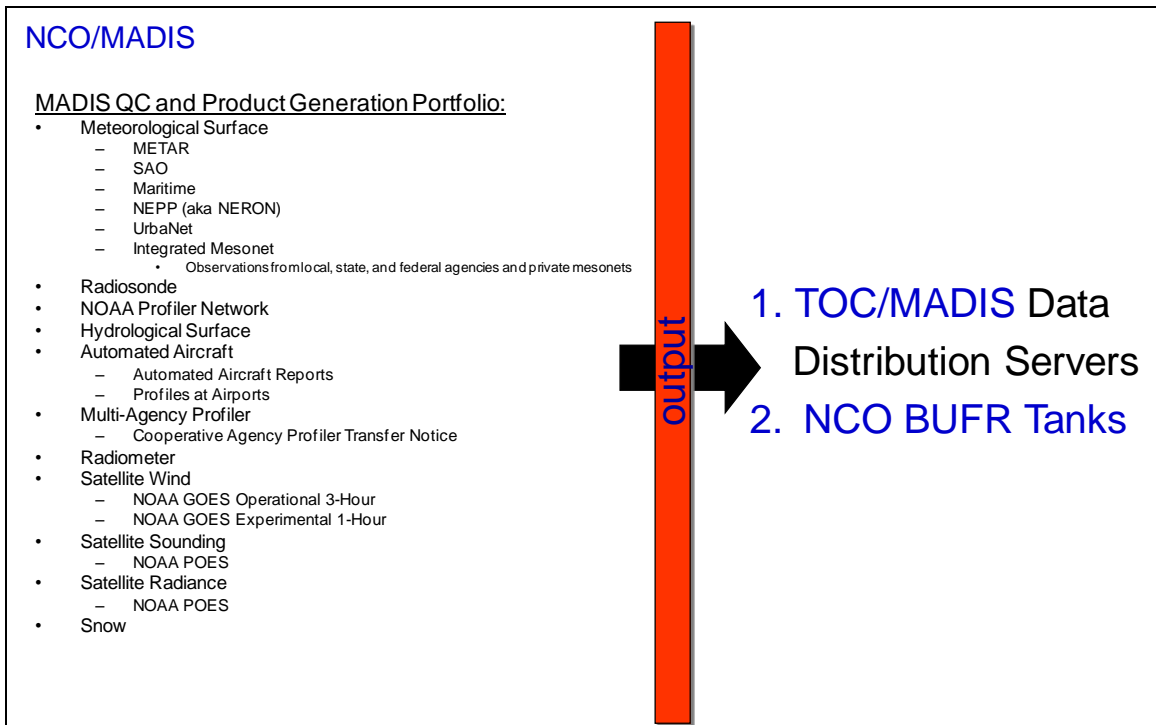 NCO/MADIS
MADIS QC and Product Generation Portfolio:
• Meteorological Surface
– METAR
– SAO
– Maritime
– NEPP (aka NERON)
– UrbaNet
– Integrated Mesonet
• Observations from local, state, and federal agencies and private mesonets
• Radiosonde
• NOAA Profiler Network
• Hydrological Surface
• Automated Aircraft
– Automated Aircraft Reports
– Profiles at Airports
• Multi-Agency Profiler
– Cooperative Agency Profiler Transfer Notice
• Radiometer
• Satellite Wind
– NOAA GOES Operational 3-Hour
– NOAA GOES Experimental 1-Hour
• Satellite Sounding
– NOAA POES
• Satellite Radiance
– NOAA POES
• Snow
output
1. TOC/MADIS Data
Distribution Servers
2. NCO BUFR Tanks